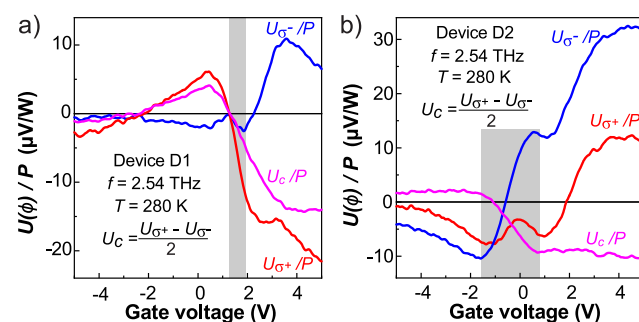 a)
U(ϕ) / P (µV/W)
10
0
-10
-20
Uσ- /P
Device D1
f = 2.54 THz
T = 280 K
Uc = (Uσ+ - Uσ-) / 2
Uc /P
Uσ+ /P
-4 -2 0 2 4
Gate voltage (V)
b)
U(ϕ) / P (µV/W)
30
20
10
0
-10
Device D2
f = 2.54 THz
T = 280 K
Uc = (Uσ+ - Uσ-) / 2
Uσ- /P
Uσ+ /P
Uc /P
-4 -2 0 2 4
Gate voltage (V)